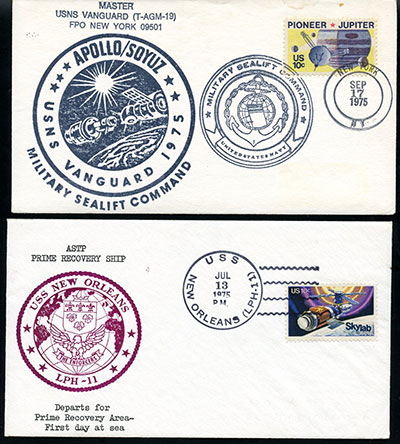 MASTER
USNS VANGUARD (T-AGM-19)
FPO NEW YORK 09501
APOLLO/SOYUZ
USNS VANGUARD 1975
MILITARY SEALIFT COMMAND
MILITARY SEALIFT COMMAND
UNITED STATES NAVY
PIONEER ★ JUPITER
US
10c
NEW YORK
SEP
17
1975
N.Y.
ASTP
PRIME RECOVERY SHIP
USS NEW ORLEANS
LPH-11
Departs for
Prime Recovery Area-
First day at sea
USS
JUL
13
1975
P.M.
NEW ORLEANS (LPH-11)
US 10c
Skylab